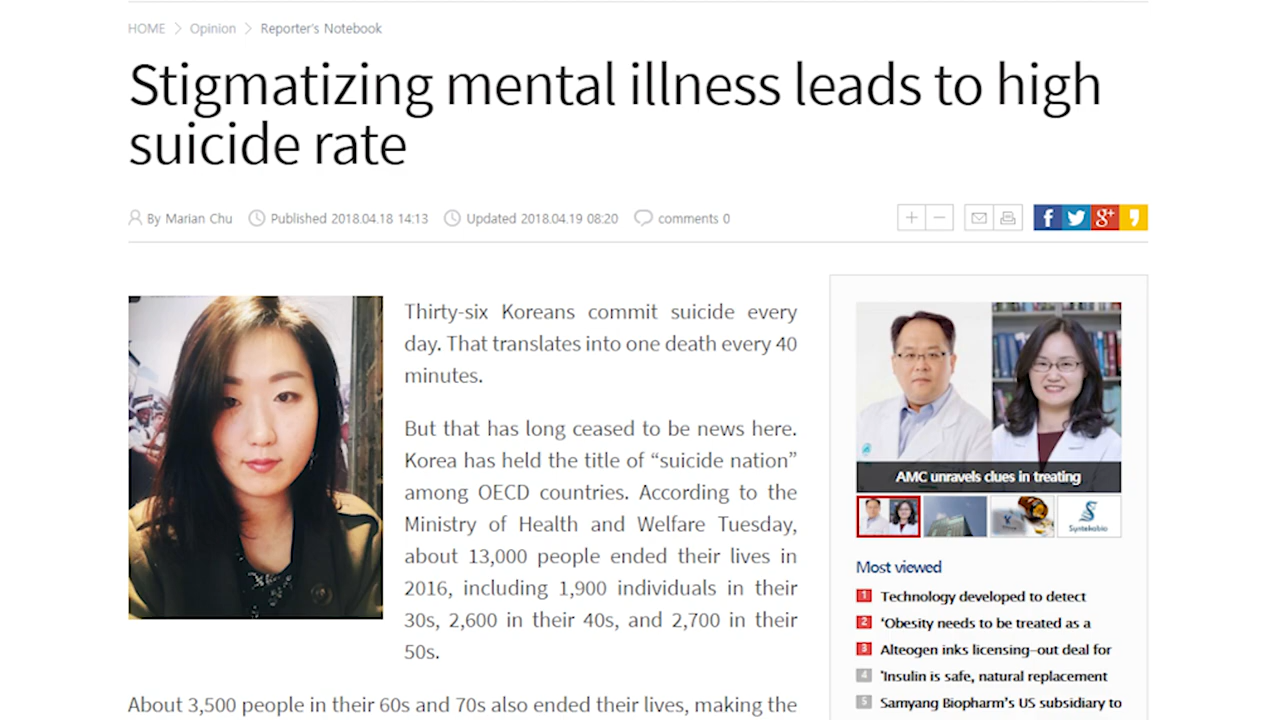 HOME > Opinion > Reporter's Notebook
Stigmatizing mental illness leads to high
suicide rate
By Marian Chu Published 2018.04.18 14:13 Updated 2018.04.19 08:20 comments 0
Thirty-six Koreans commit suicide every
day. That translates into one death every 40
minutes.
But that has long ceased to be news here.
Korea has held the title of “suicide nation”
among OECD countries. According to the
Ministry of Health and Welfare Tuesday,
about 13,000 people ended their lives in
2016, including 1,900 individuals in their
30s, 2,600 in their 40s, and 2,700 in their
50s.
About 3,500 people in their 60s and 70s also ended their lives, making the
AMC unravels clues in treating
Syntekabio
Most viewed
1 Technology developed to detect
2 ‘Obesity needs to be treated as a
3 Alteogen inks licensing-out deal for
4 'Insulin is safe, natural replacement
5 Samyang Biopharm's US subsidiary to